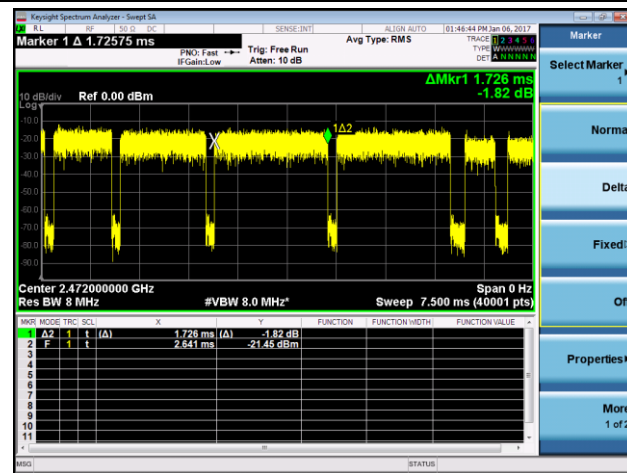 Keysight Spectrum Analyzer - Swept SA
RL RF 50 Ω DC SENSE:INT ALIGN AUTO 01:46:44 PM Jan 06, 2017
Marker 1 Δ 1.72575 ms
PNO: Fast Trig: Free Run Avg Type: RMS TRACE 1 2 3 4 5 6
IFGain:Low Atten: 10 dB TYPE WWWWWW
DET A N N N N N
ΔMkr1 1.726 ms
-1.82 dB
10 dB/div Ref 0.00 dBm
Log
-10.0
-20.0
-30.0
-40.0
-50.0
-60.0
-70.0
-80.0
-90.0
1Δ2
Center 2.472000000 GHz Span 0 Hz
Res BW 8 MHz #VBW 8.0 MHz* Sweep 7.500 ms (40001 pts)
MKR MODE TRC SCL X Y FUNCTION FUNCTION WIDTH FUNCTION VALUE
1 Δ2 1 t (Δ) 1.726 ms (Δ) -1.82 dB
2 F 1 t 2.641 ms -21.45 dBm
3
4
5
6
7
8
9
10
11
MSG STATUS
Marker
Select Marker
1
Norma
Delta
Fixed
Of
Properties
More
1 of 2